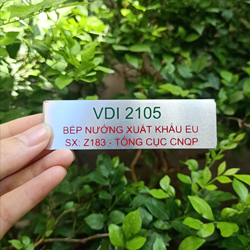 VDI 2105
BẾP NƯỚNG XUẤT KHẨU EU
SX: Z183 - TỔNG CỤC CNQP